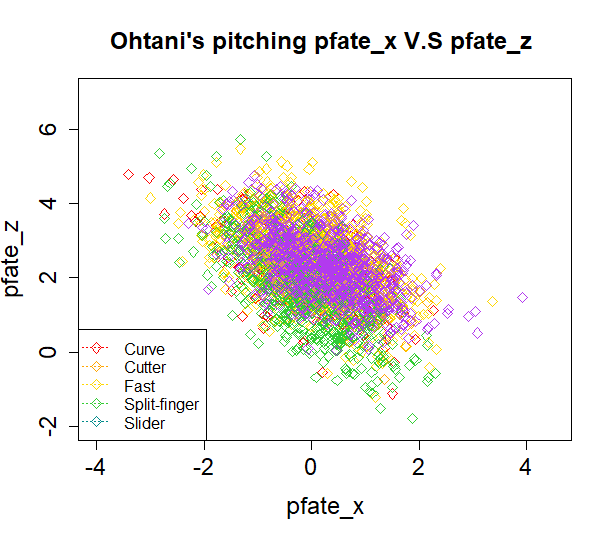 Ohtani's pitching pfate_x V.S pfate_z
pfate_z
6
4
2
0
-2
Curve
Cutter
Fast
Split-finger
Slider
-4 -2 0 2 4
pfate_x